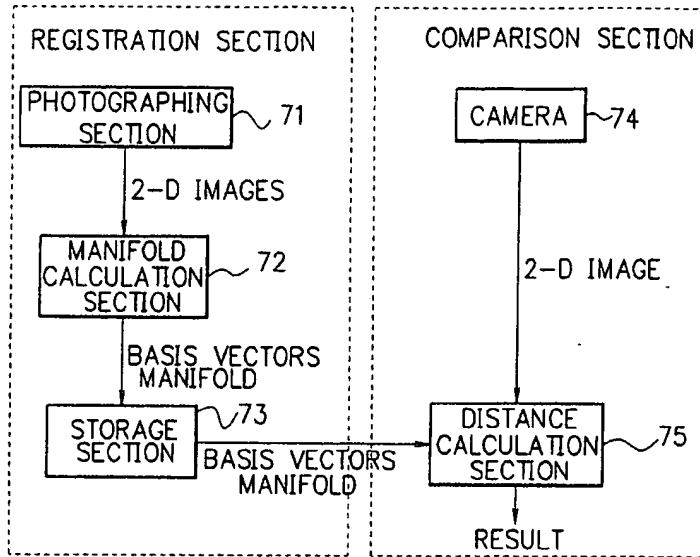 REGISTRATION SECTION
PHOTOGRAPHING
SECTION
71
2-D IMAGES
MANIFOLD
CALCULATION
SECTION
72
BASIS VECTORS
MANIFOLD
STORAGE
SECTION
73
BASIS VECTORS
MANIFOLD
COMPARISON SECTION
CAMERA
74
2-D IMAGE
DISTANCE
CALCULATION
SECTION
75
RESULT